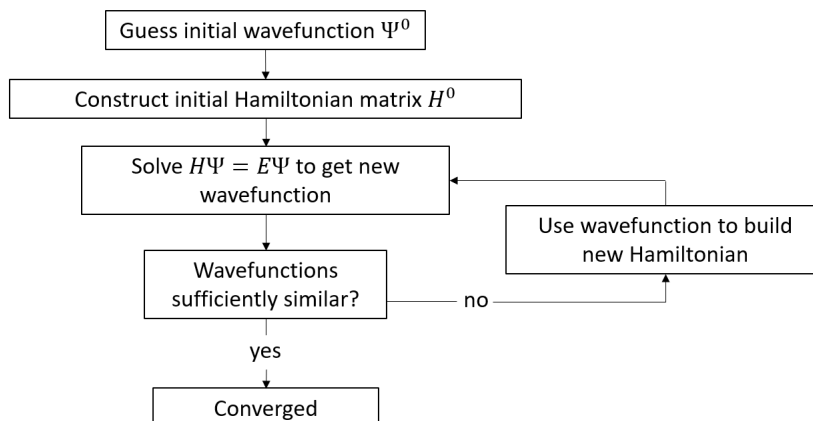 Guess initial wavefunction Ψ⁰
Construct initial Hamiltonian matrix H⁰
Solve HΨ = EΨ to get new
wavefunction
Use wavefunction to build
new Hamiltonian
Wavefunctions
sufficiently similar?
no
yes
Converged